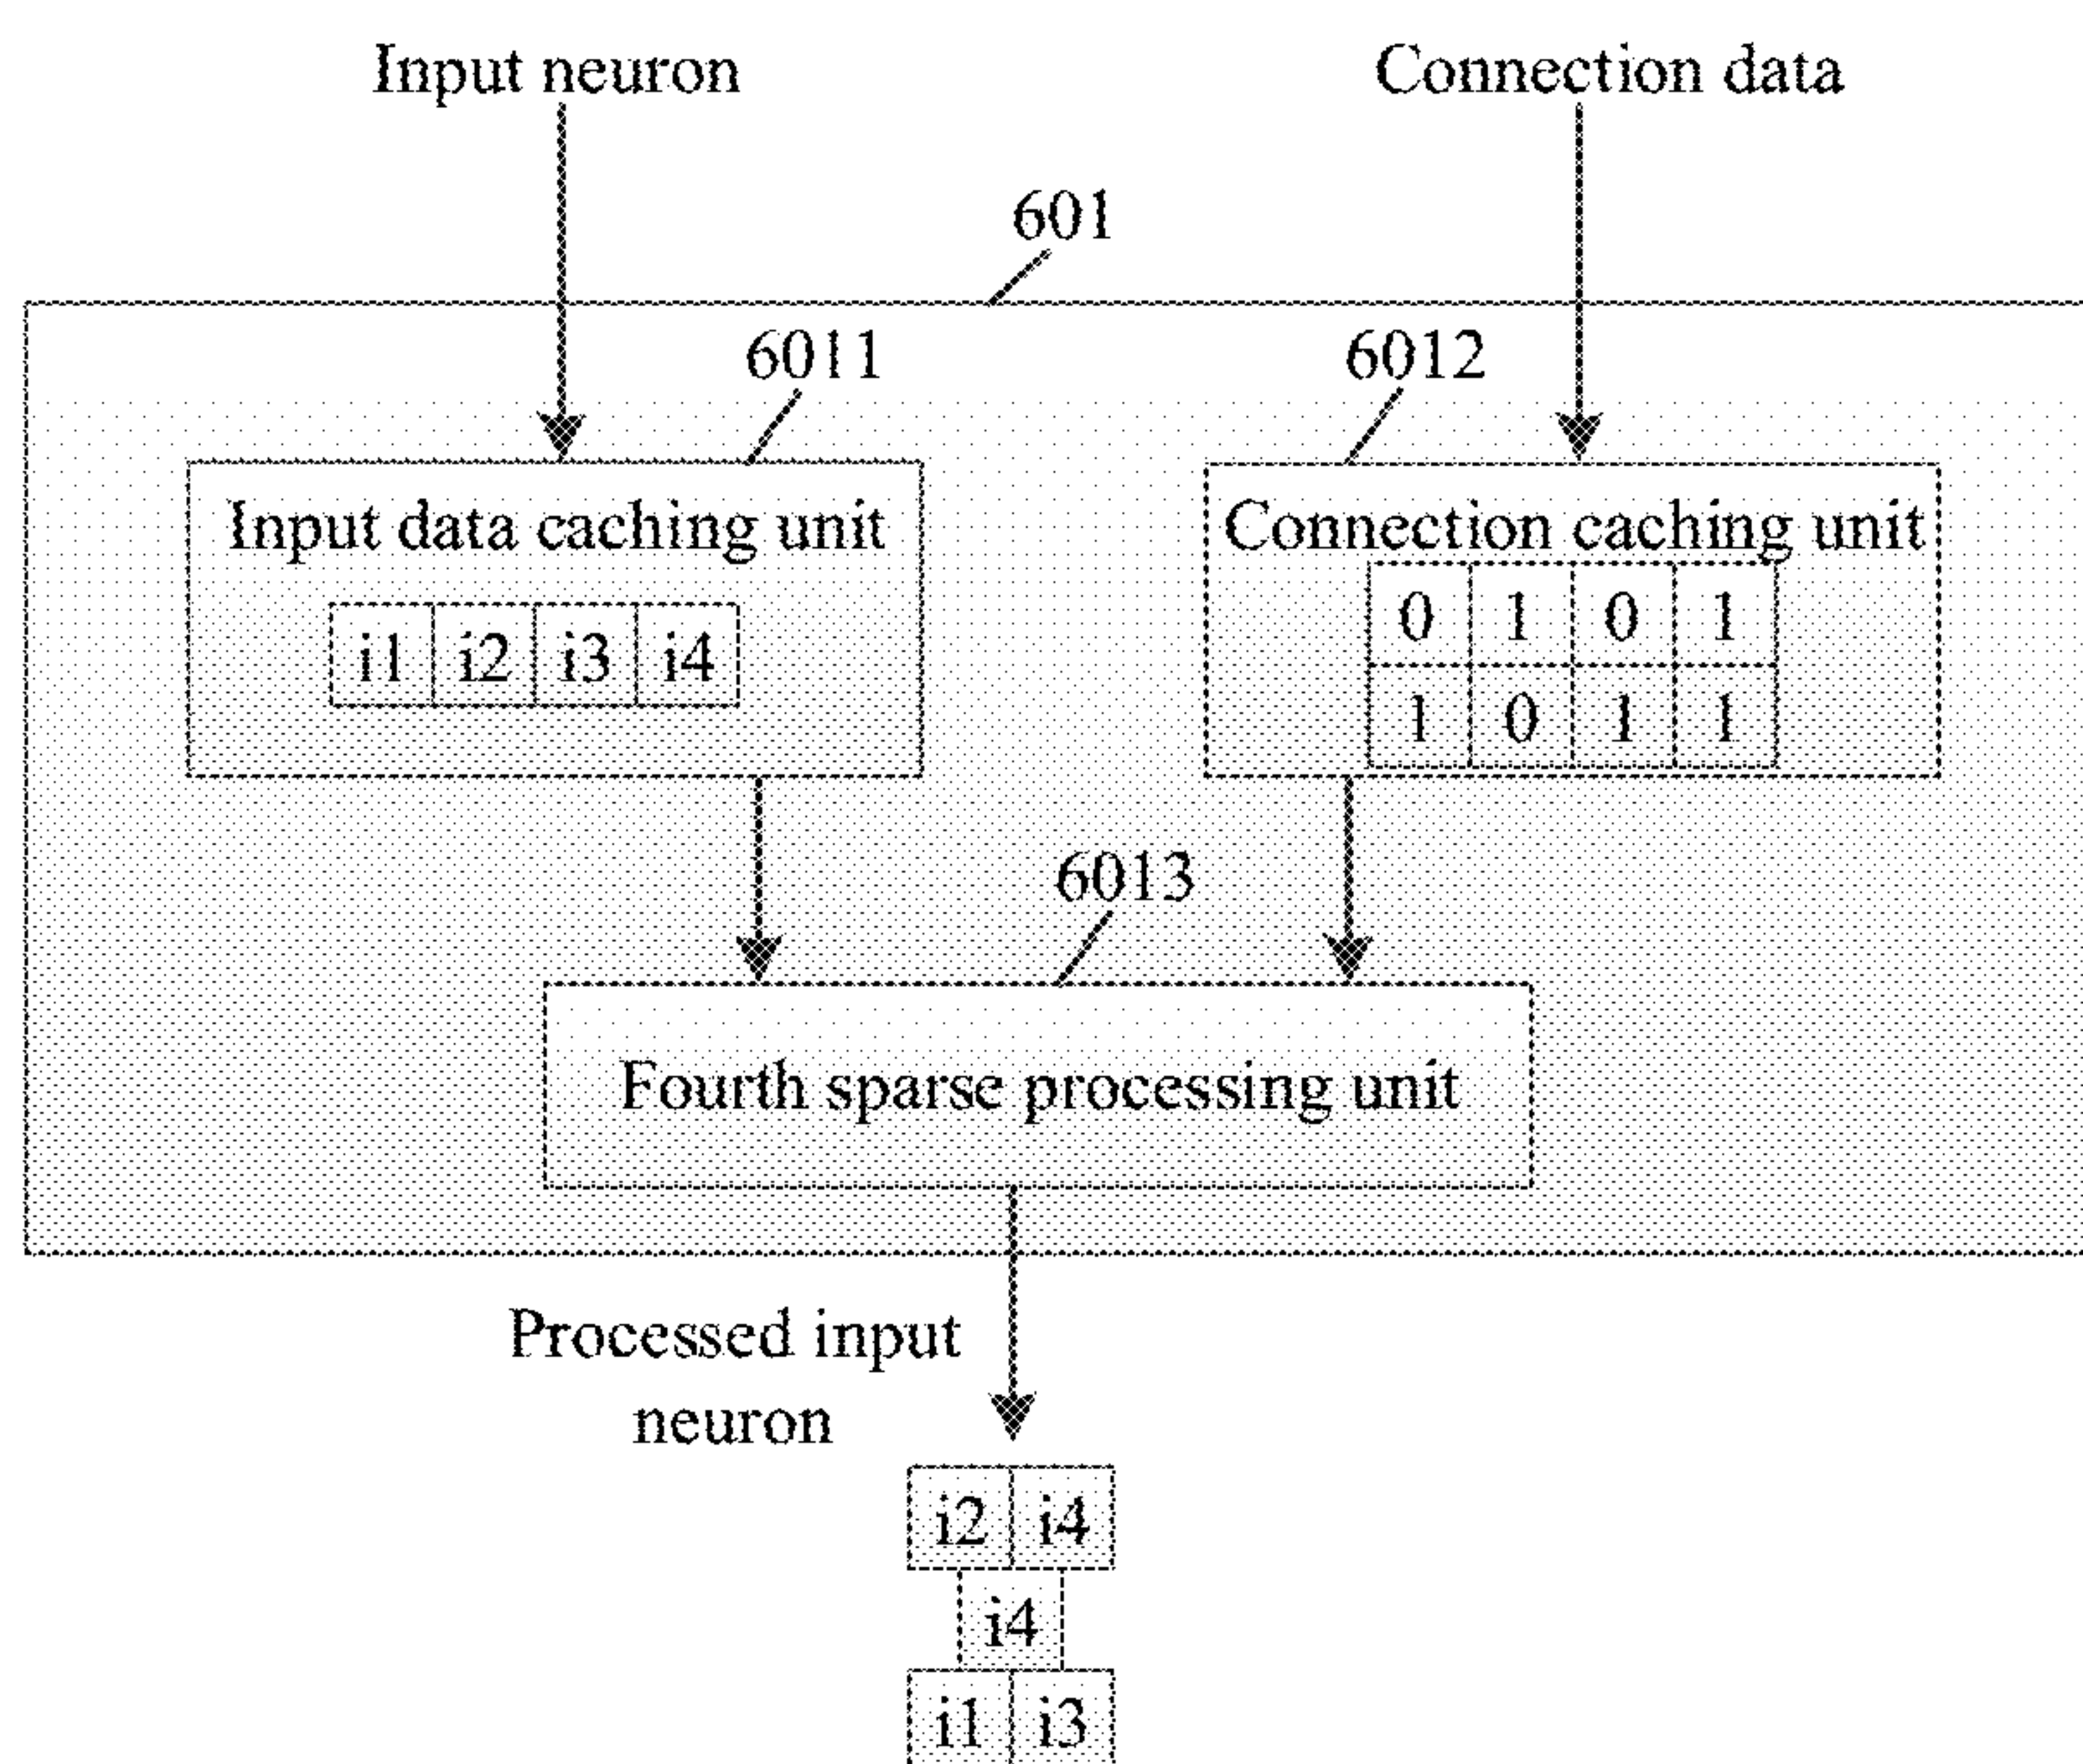 Input neuron
Connection data
601
6011
6012
Input data caching unit
Connection caching unit
i1 i2 i3 i4
0 1 0 1
1 0 1 1
6013
Fourth sparse processing unit
Processed input
neuron
i2 i4
i4
i1 i3